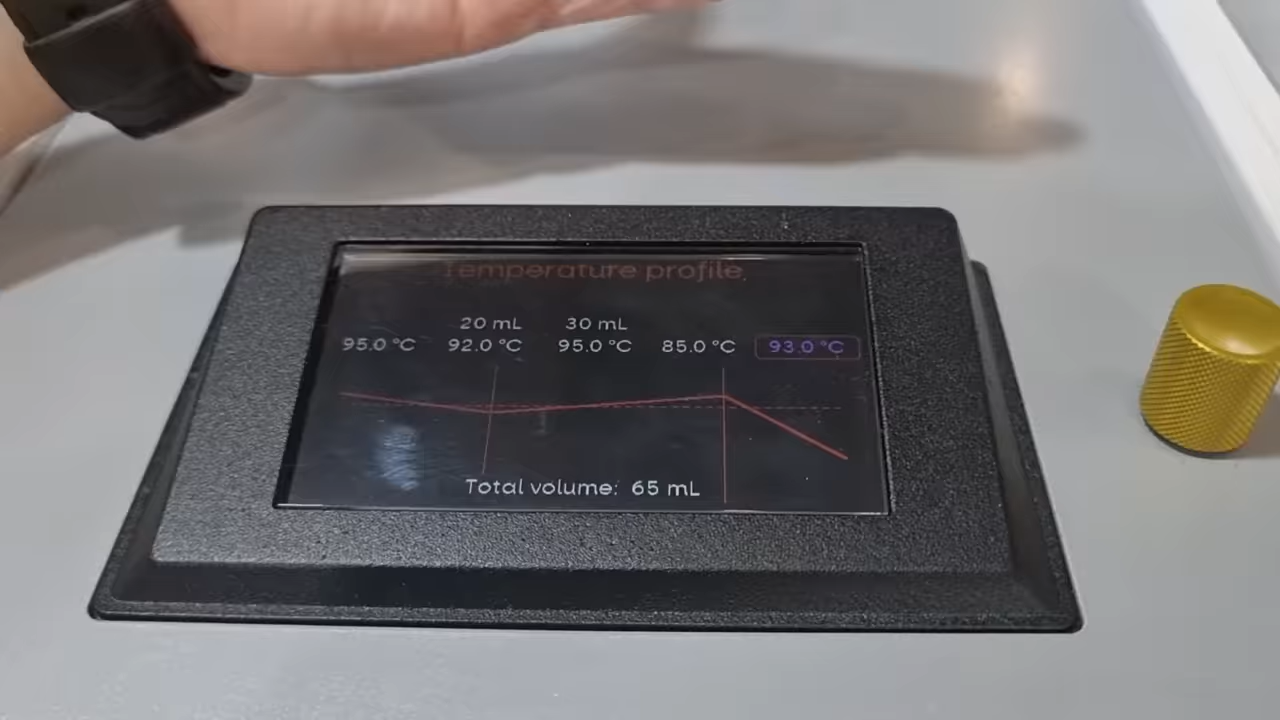 Temperature profile
20 mL 30 mL
95.0 °C 92.0 °C 95.0 °C 85.0 °C 93.0 °C
Total volume: 65 mL